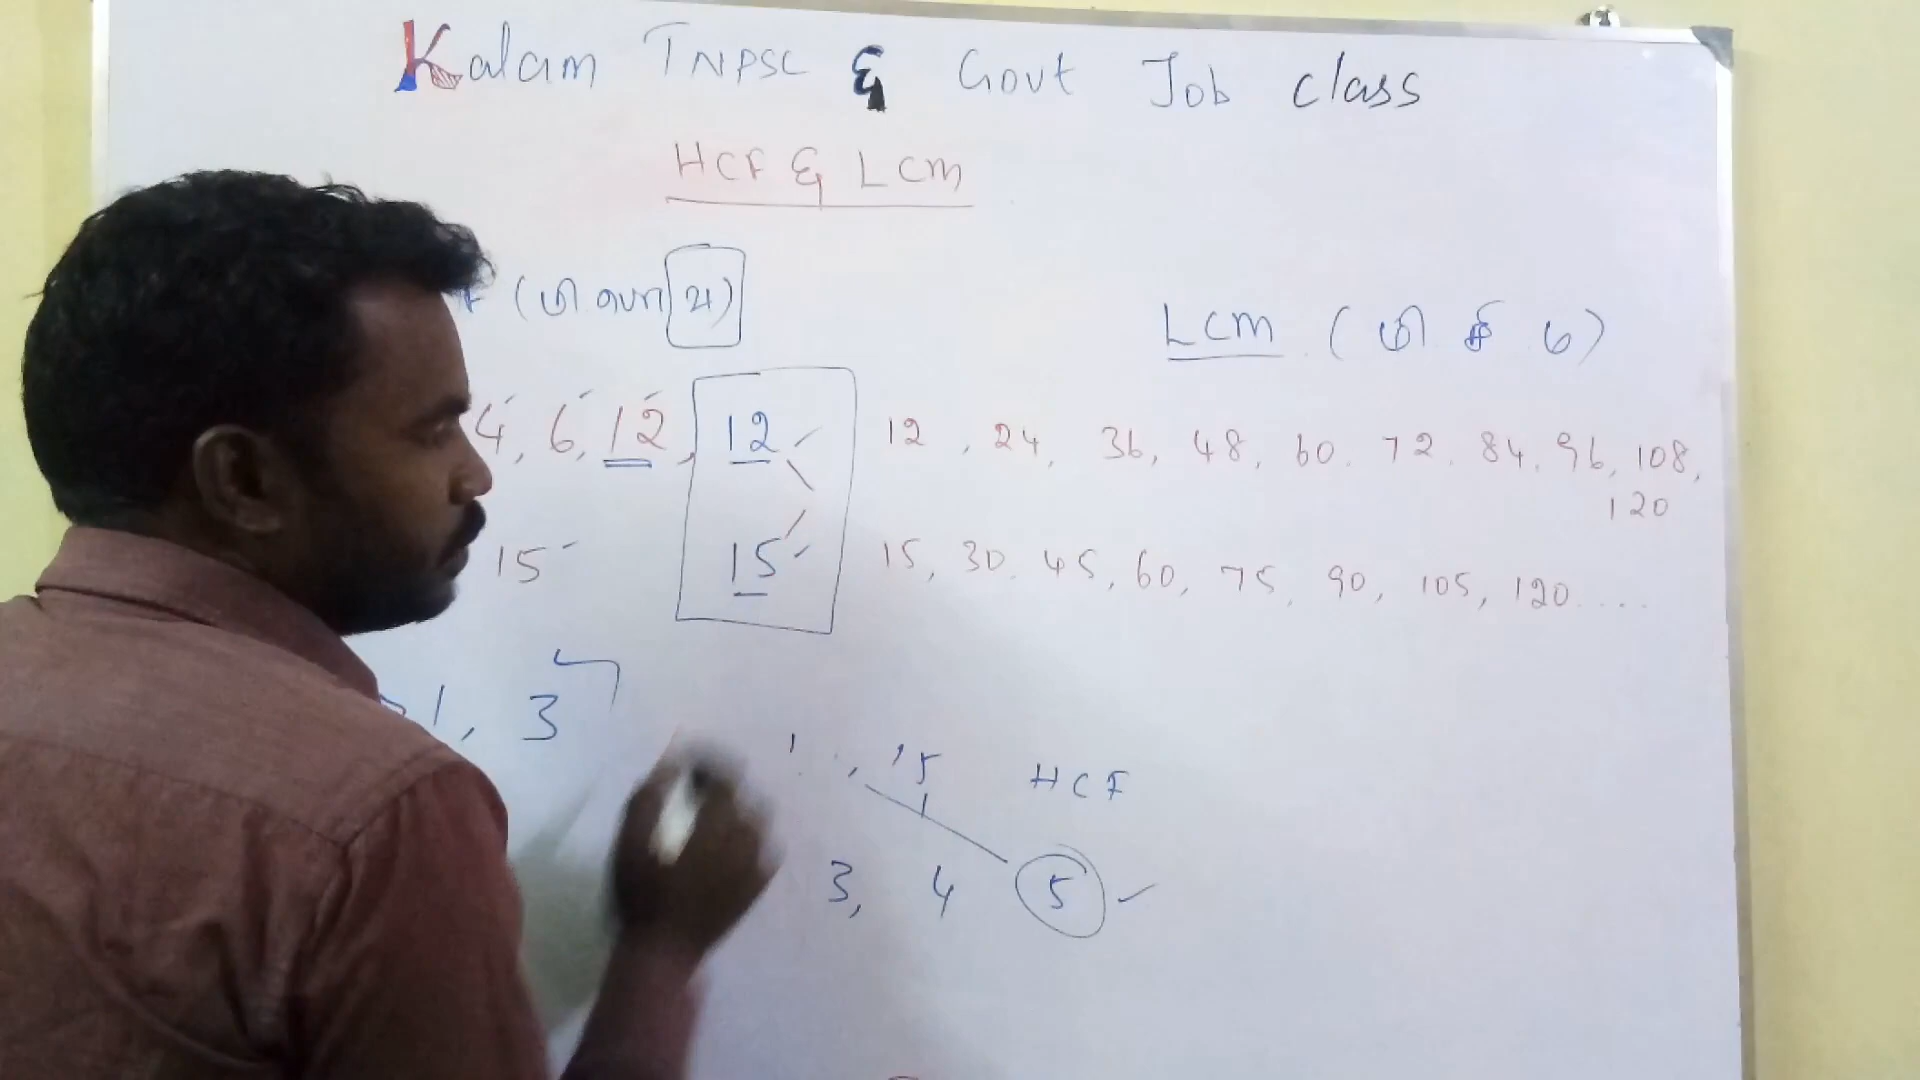 Kalam TNPSC & Govt Job class
HCF & LCM
(மீ பொ வ)
LCM (மீ சி ம)
4, 6, 12, 12
12, 24, 36, 48, 60, 72, 84, 96, 108,
120
15 15
15, 30, 45, 60, 75, 90, 105, 120....
1, 3
, 15 HCF
3, 4 5